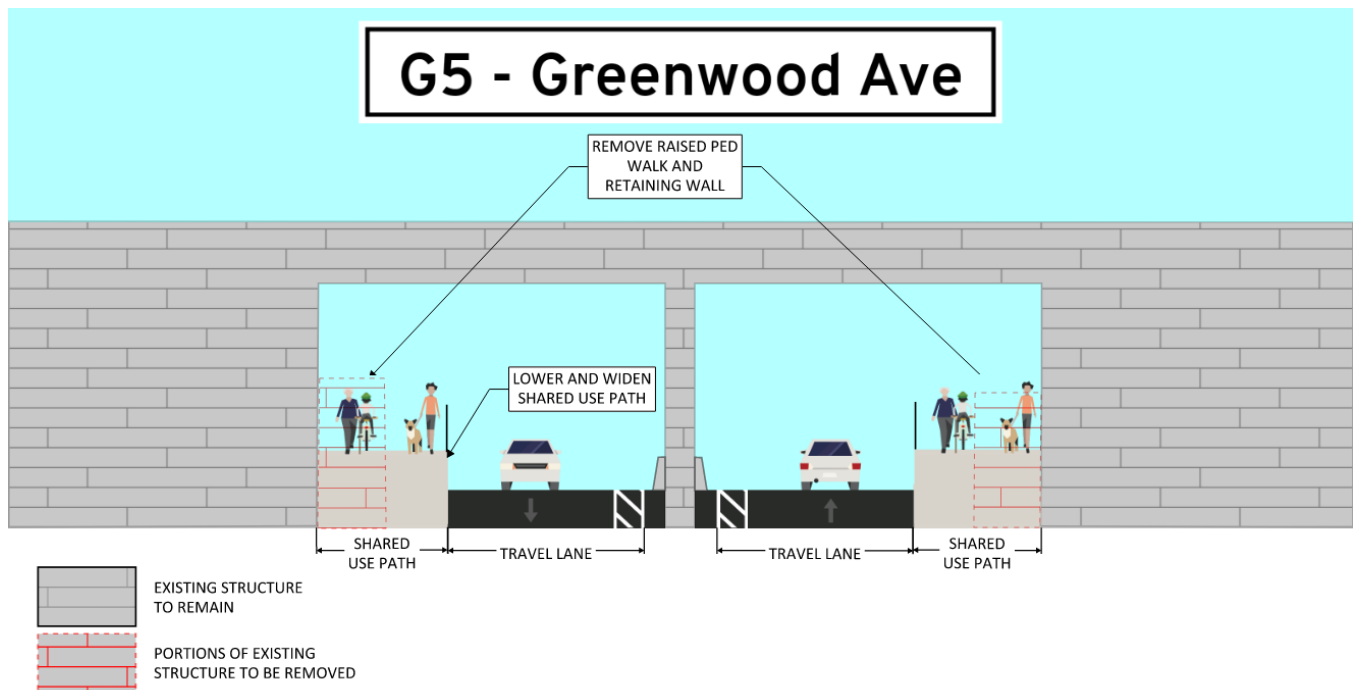 G5 - Greenwood Ave
REMOVE RAISED PED
WALK AND
RETAINING WALL
LOWER AND WIDEN
SHARED USE PATH
SHARED
USE PATH
TRAVEL LANE
TRAVEL LANE
SHARED
USE PATH
EXISTING STRUCTURE
TO REMAIN
PORTIONS OF EXISTING
STRUCTURE TO BE REMOVED